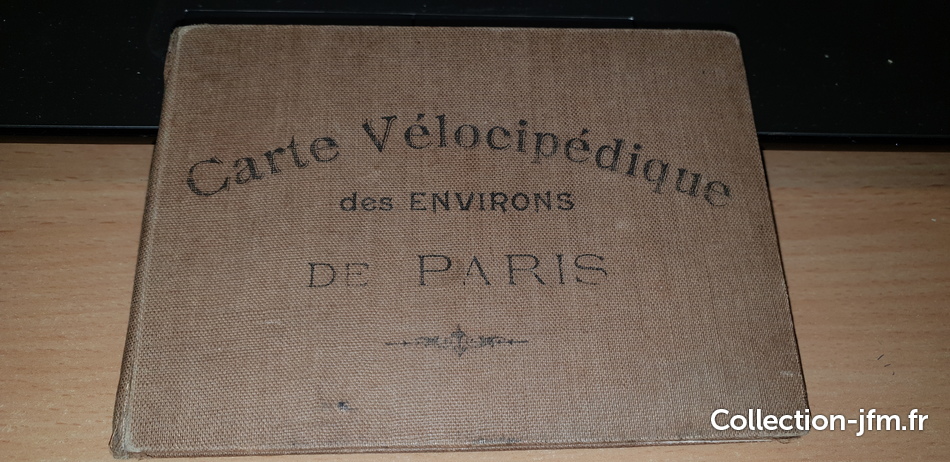 Carte Vélocipédique
des ENVIRONS
DE PARIS
Collection-jfm.fr